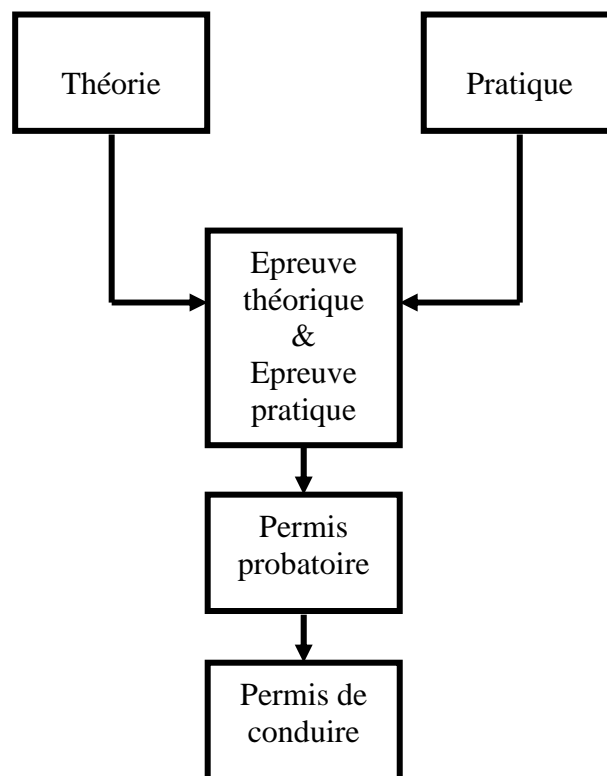 Théorie
Pratique
Epreuve
théorique
&
Epreuve
pratique
Permis
probatoire
Permis de
conduire